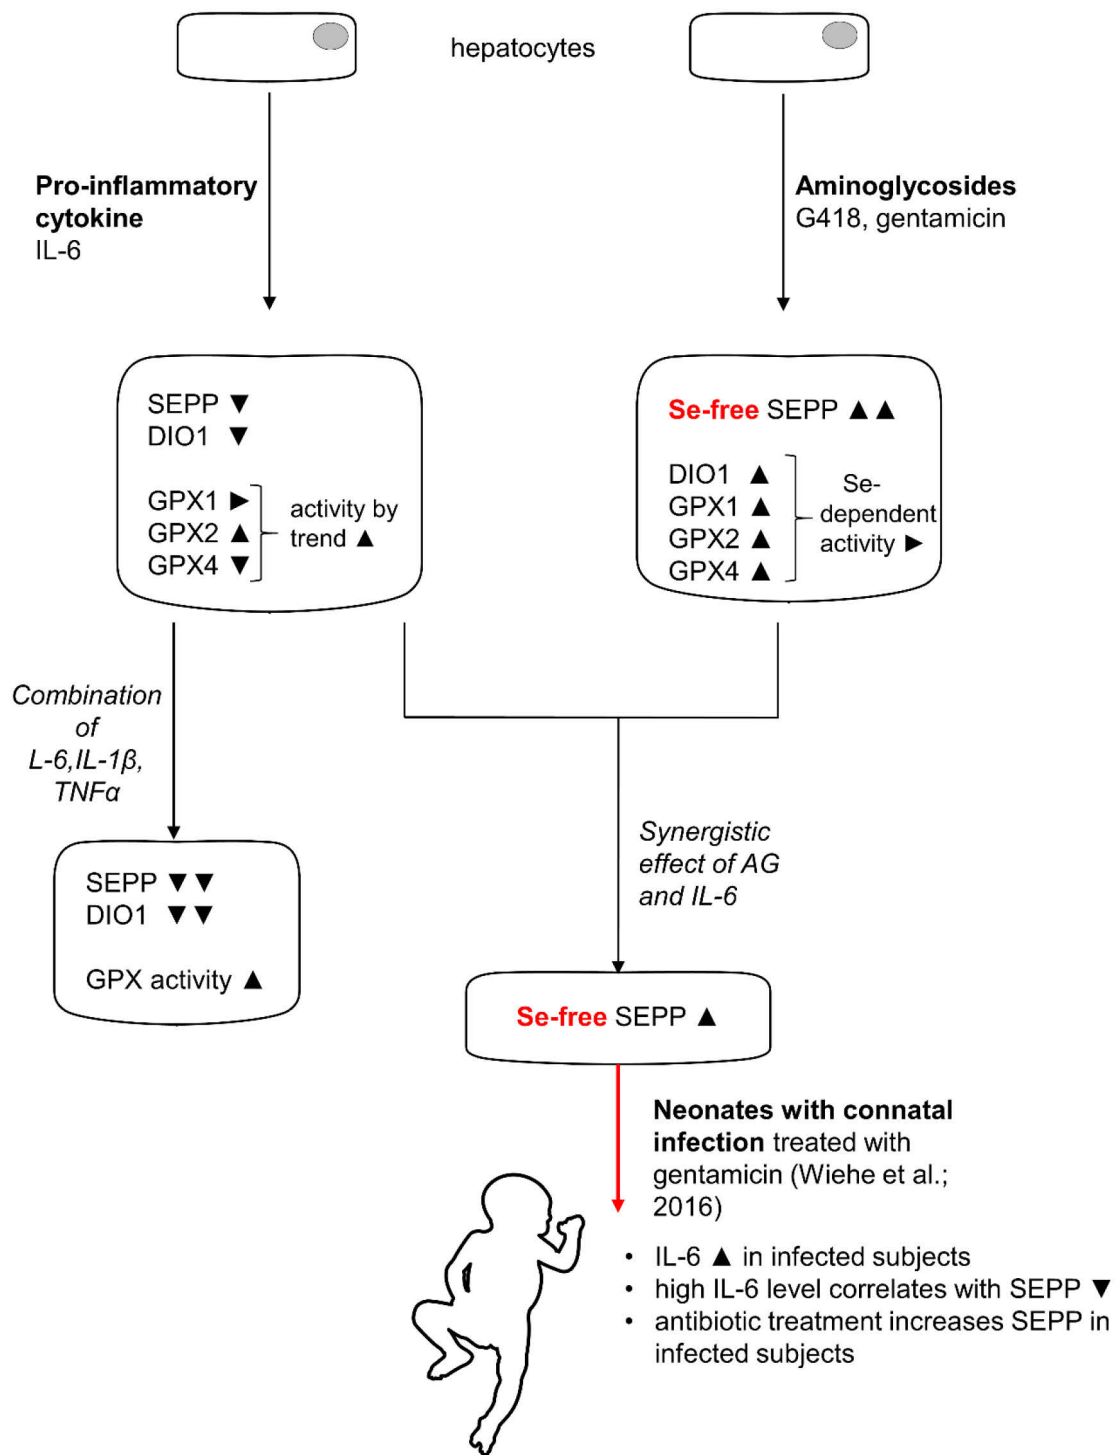 hepatocytes
Pro-inflammatory
cytokine
IL-6
Aminoglycosides
G418, gentamicin
SEPP ▼
DIO1 ▼
GPX1 ►
GPX2 ▲
GPX4 ▼
activity by
trend ▲
Se-free SEPP ▲ ▲
DIO1 ▲
GPX1 ▲
GPX2 ▲
GPX4 ▲
Se-
dependent
activity ►
Combination
of
L-6,IL-1β,
TNFα
SEPP ▼ ▼
DIO1 ▼ ▼
GPX activity ▲
Synergistic
effect of AG
and IL-6
Se-free SEPP ▲
Neonates with connatal
infection treated with
gentamicin (Wiehe et al.;
2016)
• IL-6 ▲ in infected subjects
• high IL-6 level correlates with SEPP ▼
• antibiotic treatment increases SEPP in
infected subjects